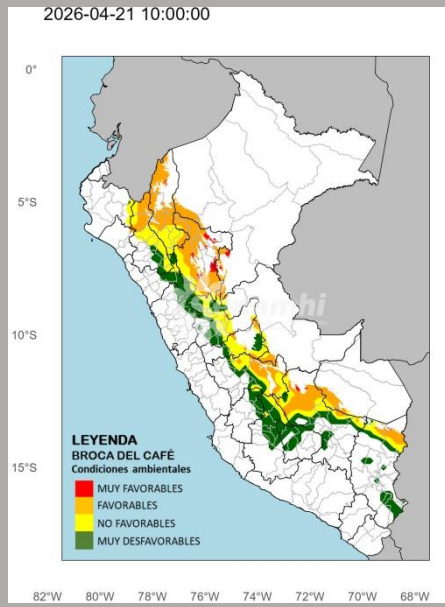 2026-04-21 10:00:00
0°
5°S
10°S
15°S
senamhi
LEYENDA
BROCA DEL CAFÉ
Condiciones ambientales
MUY FAVORABLES
FAVORABLES
NO FAVORABLES
MUY DESFAVORABLES
82°W 80°W 78°W 76°W 74°W 72°W 70°W 68°W